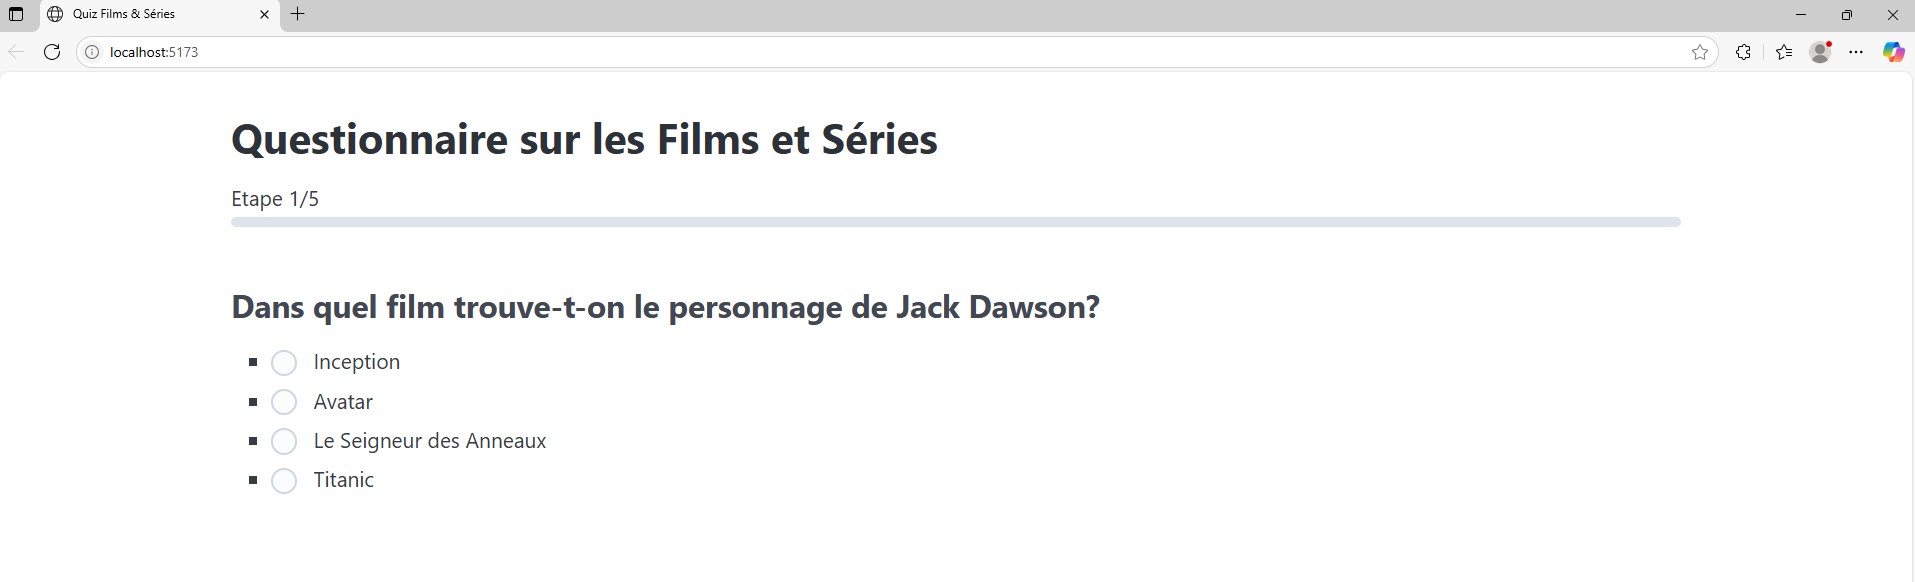 Quiz Films & Séries
localhost:5173
Questionnaire sur les Films et Séries
Etape 1/5
Dans quel film trouve-t-on le personnage de Jack Dawson?
Inception
Avatar
Le Seigneur des Anneaux
Titanic